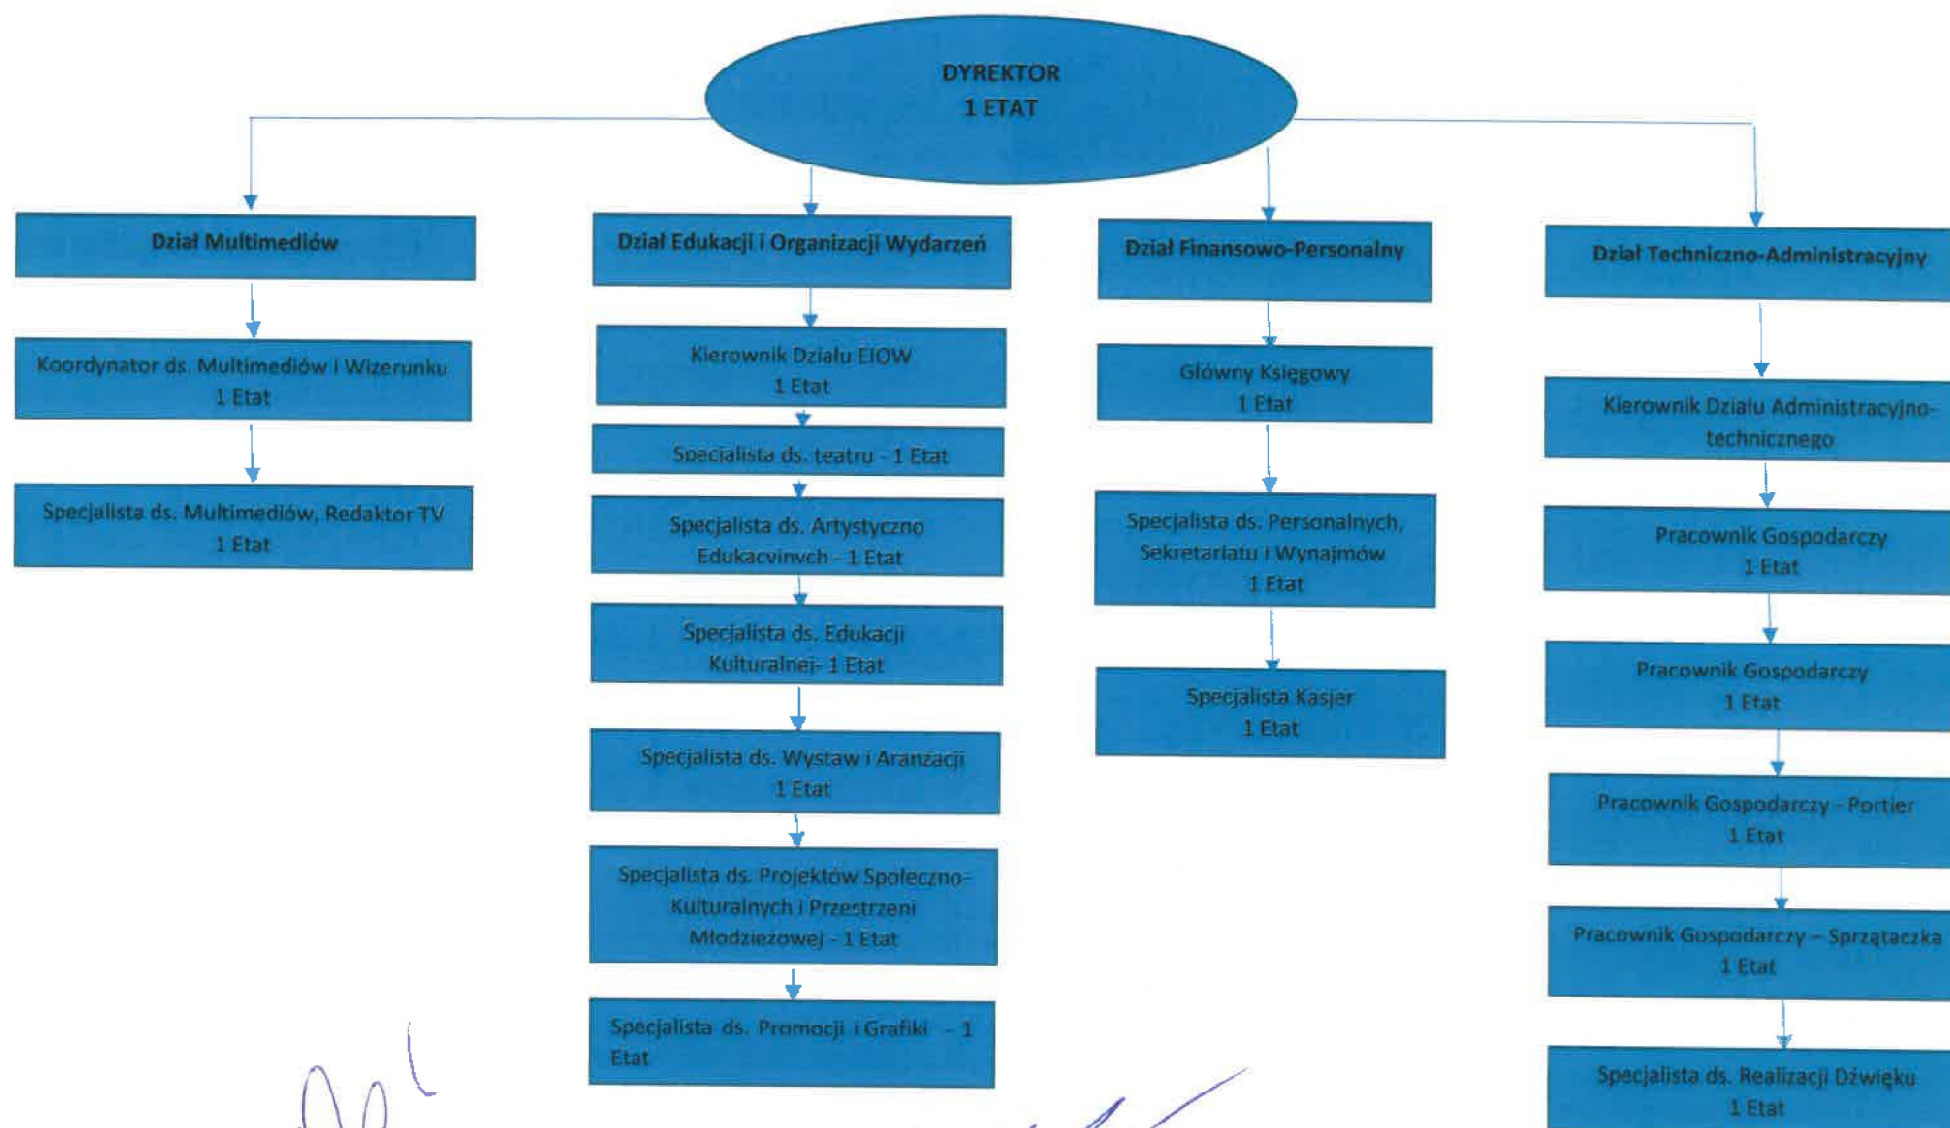 DYREKTOR
1 ETAT
Dział Multimediów
Koordynator ds. Multimediów i Wizerunku
1 Etat
Specjalista ds. Multimediów, Redaktor TV
1 Etat
Dział Edukacji i Organizacji Wydarzeń
Kierownik Działu EIOW
1 Etat
Specjalista ds. teatru - 1 Etat
Specjalista ds. Artystyczno
Edukacyjnych - 1 Etat
Specjalista ds. Edukacji
Kulturalnej- 1 Etat
Specjalista ds. Wystaw i Aranżacji
1 Etat
Specjalista ds. Projektów Społeczno-
Kulturalnych i Przestrzeni
Młodzieżowej - 1 Etat
Specjalista ds. Promocji i Grafiki - 1
Etat
Dział Finansowo-Personalny
Główny Księgowy
1 Etat
Specjalista ds. Personalnych,
Sekretariatu i Wynajmów
1 Etat
Specjalista Kasjer
1 Etat
Dział Techniczno-Administracyjny
Kierownik Działu Administracyjno-
technicznego
Pracownik Gospodarczy
1 Etat
Pracownik Gospodarczy
1 Etat
Pracownik Gospodarczy - Portier
1 Etat
Pracownik Gospodarczy – Sprzątaczka
1 Etat
Specjalista ds. Realizacji Dźwięku
1 Etat